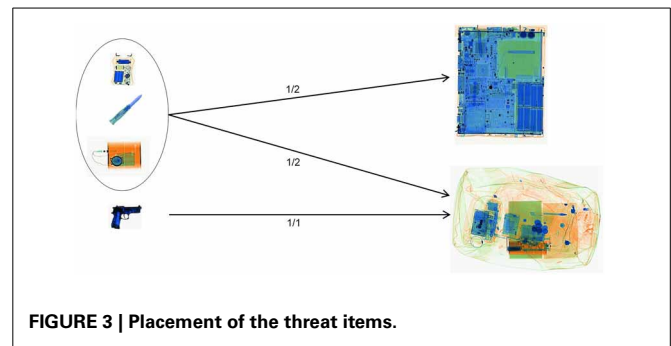 1/2
1/2
1/1
FIGURE 3 | Placement of the threat items.